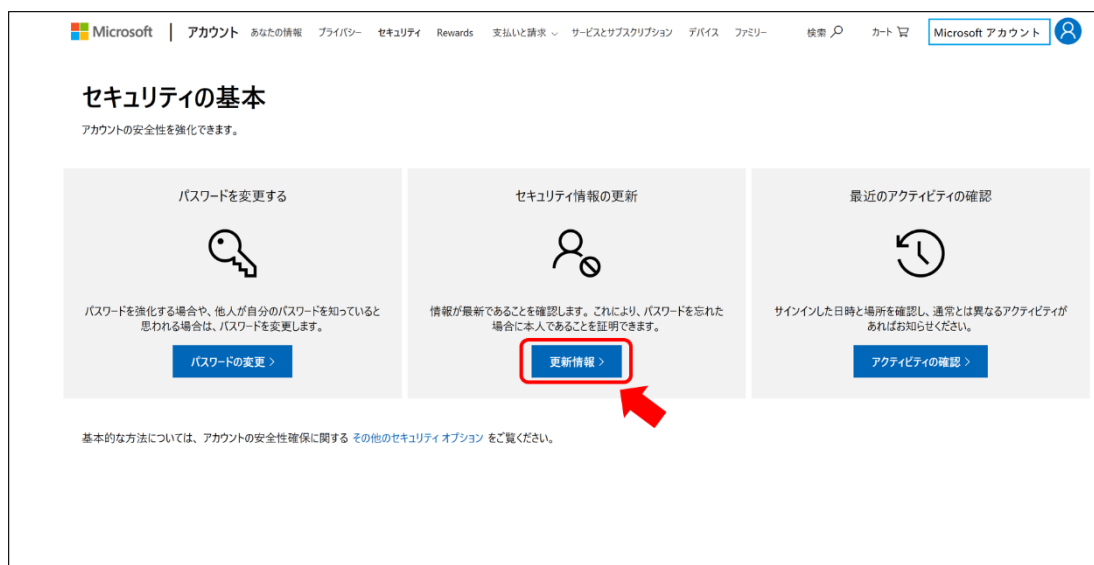 Microsoft | アカウント あなたの情報 プライバシー セキュリティ Rewards 支払いと請求 サービスとサブスクリプション デバイス ファミリー 検索 カート Microsoft アカウント
セキュリティの基本
アカウントの安全性を強化できます。
パスワードを変更する
パスワードを強化する場合や、他人が自分のパスワードを知っていると
思われる場合は、パスワードを変更します。
パスワードの変更 >
セキュリティ情報の更新
情報が最新であることを確認します。これにより、パスワードを忘れた
場合に本人であることを証明できます。
更新情報 >
最近のアクティビティの確認
サインインした日時と場所を確認し、通常とは異なるアクティビティが
あればお知らせください。
アクティビティの確認 >
基本的な方法については、アカウントの安全性確保に関する その他のセキュリティ オプション をご覧ください。